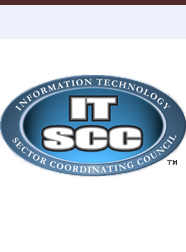 INFORMATION TECHNOLOGY
IT
SCC
SECTOR COORDINATING COUNCIL
TM